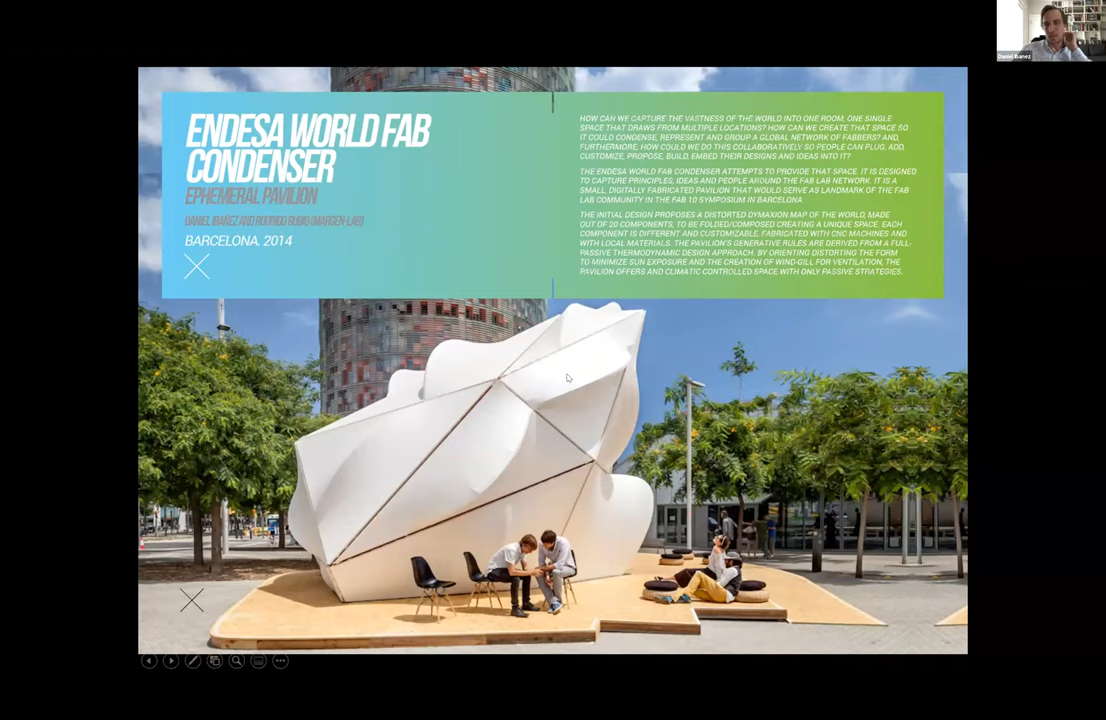 ENDESA WORLD FAB
CONDENSER
EPHEMERAL PAVILION
DANIEL IBAÑEZ AND RODRIGO RUBIO (MARGEN-LAB)
BARCELONA. 2014
HOW CAN WE CAPTURE THE VASTNESS OF THE WORLD INTO ONE ROOM, ONE SINGLE
SPACE THAT DRAWS FROM MULTIPLE LOCATIONS? HOW CAN WE CREATE THAT SPACE SO
IT COULD CONDENSE, REPRESENT AND GROUP A GLOBAL NETWORK OF FABBERS? AND,
FURTHERMORE, HOW COULD WE DO THIS COLLABORATIVELY SO PEOPLE CAN PLUG, ADD,
CUSTOMIZE, PROPOSE, BUILD, EMBED THEIR DESIGNS AND IDEAS INTO IT?
THE ENDESA WORLD FAB CONDENSER ATTEMPTS TO PROVIDE THAT SPACE. IT IS DESIGNED
TO CAPTURE PRINCIPLES, IDEAS AND PEOPLE AROUND THE FAB LAB NETWORK. IT IS A
SMALL, DIGITALLY FABRICATED PAVILION THAT WOULD SERVE AS LANDMARK OF THE FAB
LAB COMMUNITY IN THE FAB 10 SYMPOSIUM IN BARCELONA
THE INITIAL DESIGN PROPOSES A DISTORTED DYMAXION MAP OF THE WORLD, MADE
OUT OF 20 COMPONENTS, TO BE FOLDED/COMPOSED CREATING A UNIQUE SPACE. EACH
COMPONENT IS DIFFERENT AND CUSTOMIZABLE, FABRICATED WITH CNC MACHINES AND
WITH LOCAL MATERIALS. THE PAVILION'S GENERATIVE RULES ARE DERIVED FROM A FULL-
PASSIVE THERMODYNAMIC DESIGN APPROACH. BY ORIENTING DISTORTING THE FORM
TO MINIMIZE SUN EXPOSURE AND THE CREATION OF WIND-GILL FOR VENTILATION, THE
PAVILION OFFERS AND CLIMATIC CONTROLLED SPACE WITH ONLY PASSIVE STRATEGIES.
Daniel Ibanez